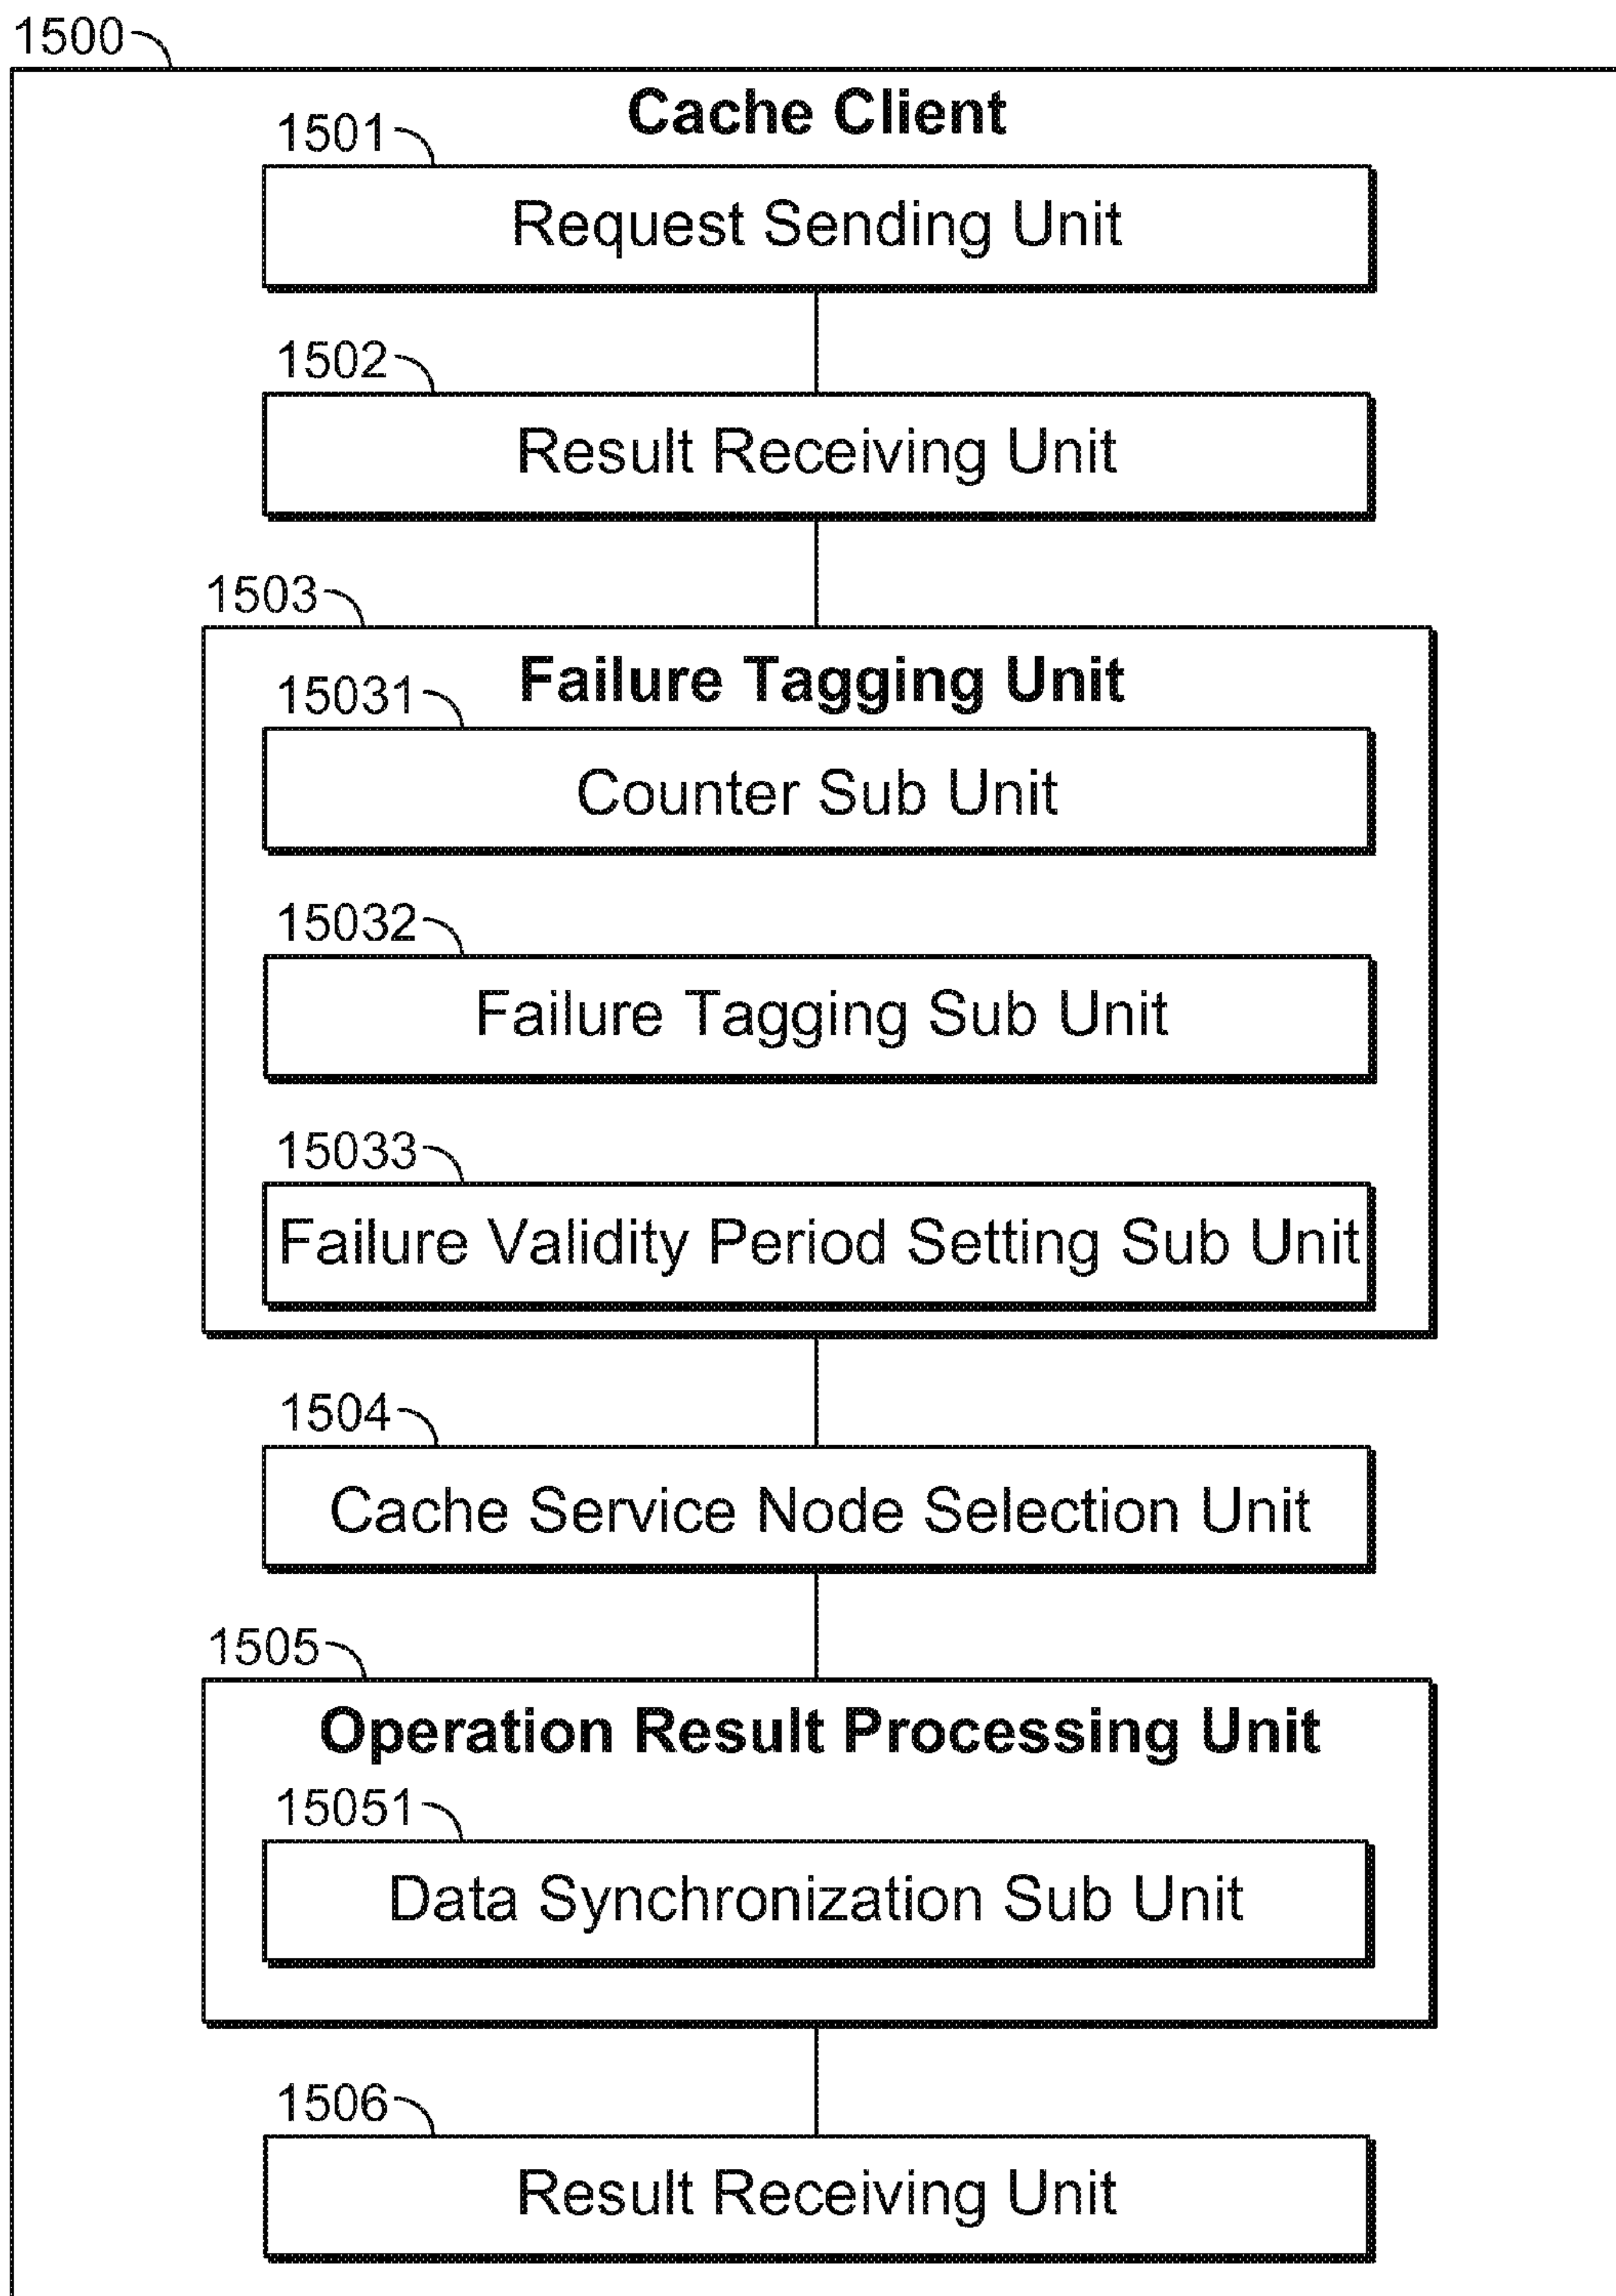 1500
Cache Client
1501
Request Sending Unit
1502
Result Receiving Unit
1503
Failure Tagging Unit
15031
Counter Sub Unit
15032
Failure Tagging Sub Unit
15033
Failure Validity Period Setting Sub Unit
1504
Cache Service Node Selection Unit
1505
Operation Result Processing Unit
15051
Data Synchronization Sub Unit
1506
Result Receiving Unit